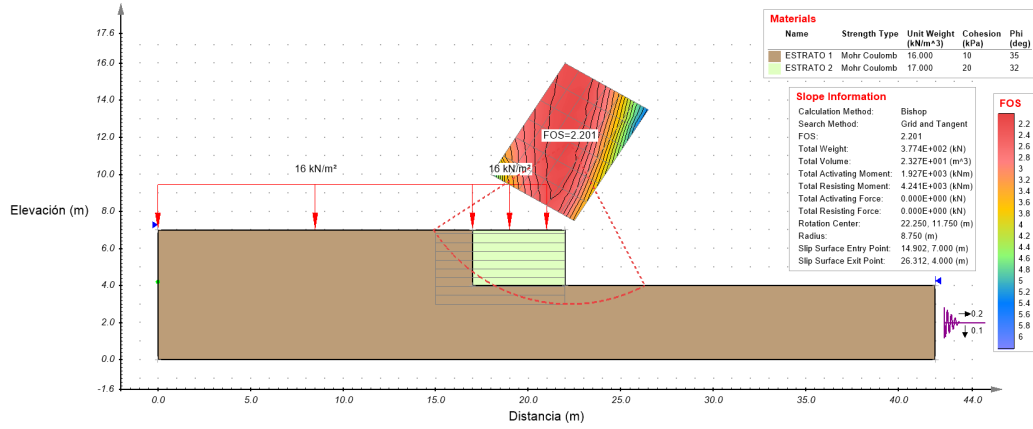 Materials
Name Strength Type Unit Weight (kN/m^3) Cohesion (kPa) Phi (deg)
ESTRATO 1 Mohr Coulomb 16.000 10 35
ESTRATO 2 Mohr Coulomb 17.000 20 32
Slope Information
Calculation Method: Bishop
Search Method: Grid and Tangent
FOS: 2.201
Total Weight: 3.774E+002 (kN)
Total Volume: 2.327E+001 (m^3)
Total Activating Moment: 1.927E+003 (kNm)
Total Resisting Moment: 4.241E+003 (kNm)
Total Activating Force: 0.000E+000 (kN)
Total Resisting Force: 0.000E+000 (kN)
Rotation Center: 22.250, 11.750 (m)
Radius: 8.750 (m)
Slip Surface Entry Point: 14.902, 7.000 (m)
Slip Surface Exit Point: 26.312, 4.000 (m)
FOS
2.2
2.4
2.6
2.8
3
3.2
3.4
3.6
3.8
4
4.2
4.4
4.6
4.8
5
5.2
5.4
5.6
5.8
6
FOS=2.201
16 kN/m²
16 kN/m²
0.2
0.1
Elevación (m)
17.6
16.0
14.0
12.0
10.0
8.0
6.0
4.0
2.0
0.0
-1.6
-2.0 0.0 5.0 10.0 15.0 20.0 25.0 30.0 35.0 40.0 44.0
Distancia (m)